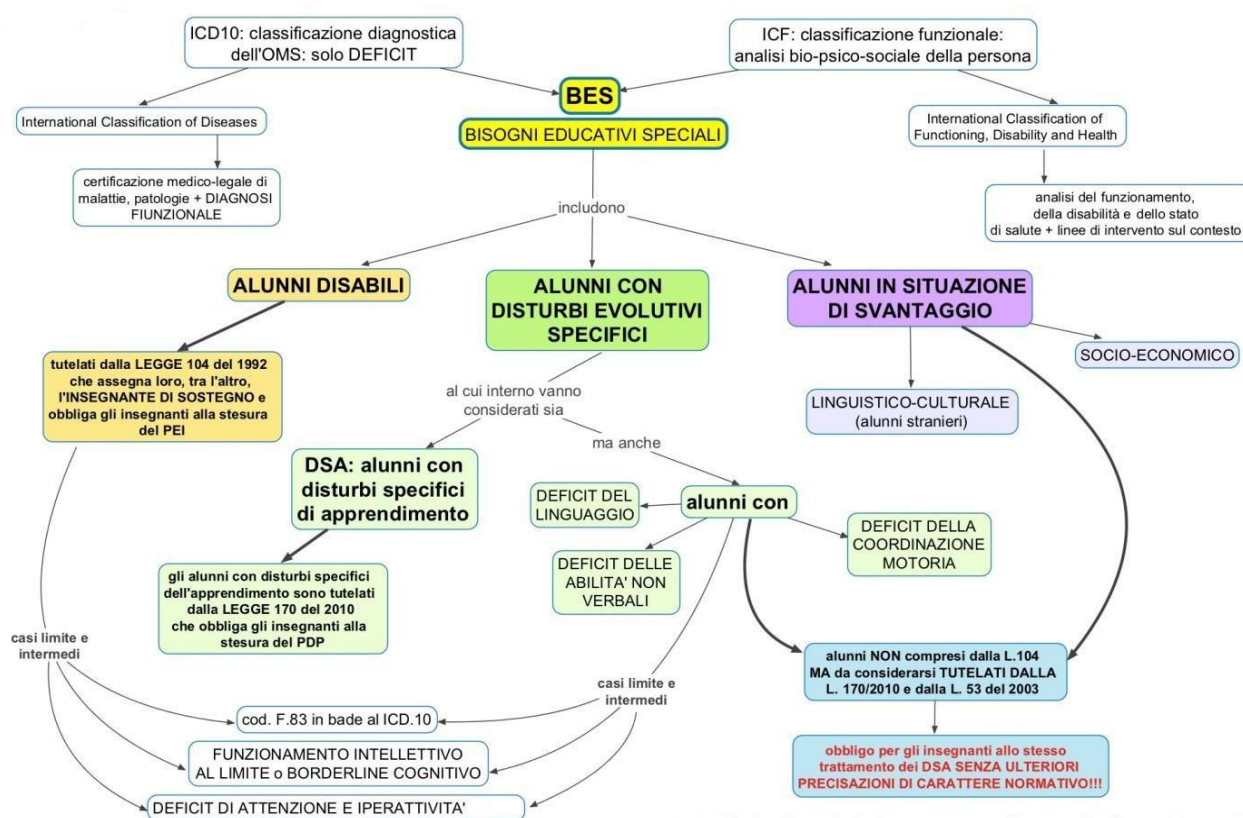 ICD10: classificazione diagnostica
dell'OMS: solo DEFICIT
ICF: classificazione funzionale:
analisi bio-psico-sociale della persona
BES
BISOGNI EDUCATIVI SPECIALI
International Classification of Diseases
International Classification of
Functioning, Disability and Health
certificazione medico-legale di
malattie, patologie + DIAGNOSI
FIUNZIONALE
analisi del funzionamento,
della disabilità e dello stato
di salute + linee di intervento sul contesto
includono
ALUNNI DISABILI
ALUNNI CON
DISTURBI EVOLUTIVI
SPECIFICI
ALUNNI IN SITUAZIONE
DI SVANTAGGIO
SOCIO-ECONOMICO
LINGUISTICO-CULTURALE
(alunni stranieri)
tutelati dalla LEGGE 104 del 1992
che assegna loro, tra l'altro,
l'INSEGNANTE DI SOSTEGNO e
obbliga gli insegnanti alla stesura
del PEI
al cui interno vanno
considerati sia
ma anche
DSA: alunni con
disturbi specifici
di apprendimento
alunni con
DEFICIT DEL
LINGUAGGIO
DEFICIT DELLE
ABILITA' NON
VERBALI
DEFICIT DELLA
COORDINAZIONE
MOTORIA
gli alunni con disturbi specifici
dell'apprendimento sono tutelati
dalla LEGGE 170 del 2010
che obbliga gli insegnanti alla
stesura del PDP
casi limite e
intermedi
casi limite e
intermedi
alunni NON compresi dalla L.104
MA da considerarsi TUTELATI DALLA
L. 170/2010 e dalla L. 53 del 2003
cod. F.83 in bade al ICD.10
FUNZIONAMENTO INTELLETTIVO
AL LIMITE o BORDERLINE COGNITIVO
DEFICIT DI ATTENZIONE E IPERATTIVITA'
obbligo per gli insegnanti allo stesso
trattamento dei DSA SENZA ULTERIORI
PRECISAZIONI DI CARATTERE NORMATIVO!!!